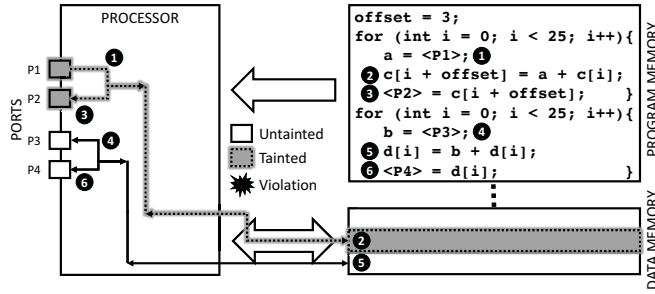 PROCESSOR
PORTS
P1
P2
P3
P4
1
3
4
6
Untainted
Tainted
Violation
offset = 3;
for (int i = 0; i < 25; i++){
a = <P1>; 1
2 c[i + offset] = a + c[i];
3 <P2> = c[i + offset]; }
for (int i = 0; i < 25; i++){
b = <P3>; 4
5 d[i] = b + d[i];
6 <P4> = d[i]; }
PROGRAM MEMORY
2
5
DATA MEMORY